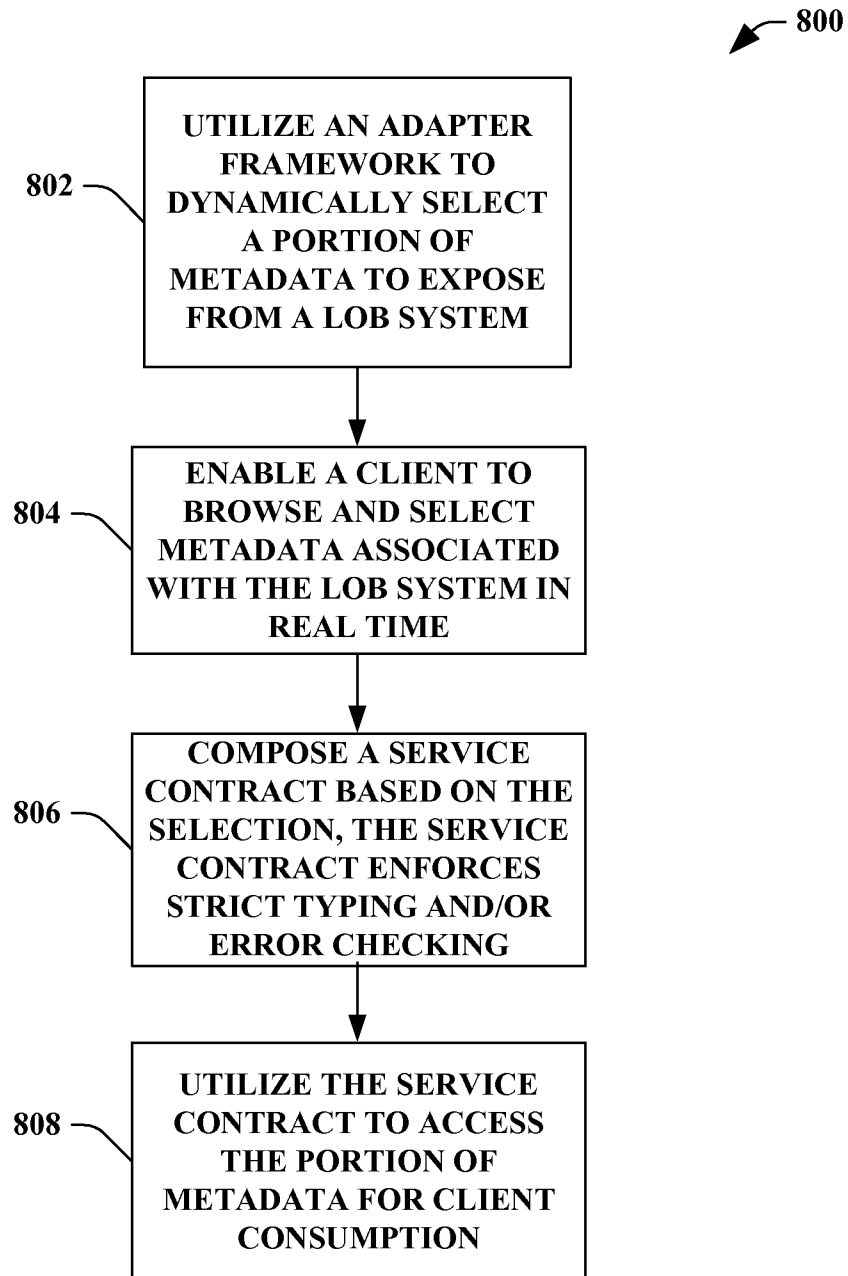 800
802
UTILIZE AN ADAPTER
FRAMEWORK TO
DYNAMICALLY SELECT
A PORTION OF
METADATA TO EXPOSE
FROM A LOB SYSTEM
804
ENABLE A CLIENT TO
BROWSE AND SELECT
METADATA ASSOCIATED
WITH THE LOB SYSTEM IN
REAL TIME
806
COMPOSE A SERVICE
CONTRACT BASED ON THE
SELECTION, THE SERVICE
CONTRACT ENFORCES
STRICT TYPING AND/OR
ERROR CHECKING
808
UTILIZE THE SERVICE
CONTRACT TO ACCESS
THE PORTION OF
METADATA FOR CLIENT
CONSUMPTION